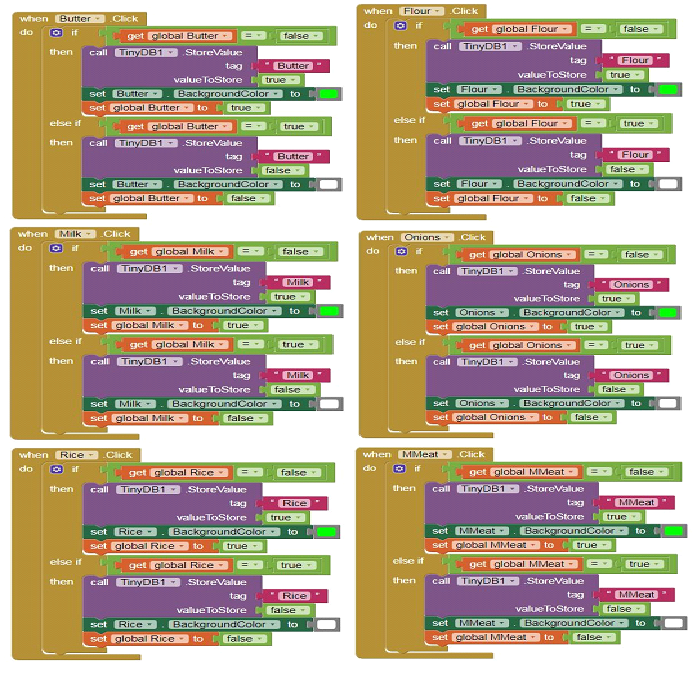 when Butter .Click
do if get global Butter = false
then call TinyDB1 .StoreValue
tag " Butter "
valueToStore true
set Butter . BackgroundColor to
set global Butter to true
else if get global Butter = true
then call TinyDB1 .StoreValue
tag " Butter "
valueToStore false
set Butter . BackgroundColor to
set global Butter to false
when Flour .Click
do if get global Flour = false
then call TinyDB1 .StoreValue
tag " Flour "
valueToStore true
set Flour . BackgroundColor to
set global Flour to true
else if get global Flour = true
then call TinyDB1 .StoreValue
tag " Flour "
valueToStore false
set Flour . BackgroundColor to
set global Flour to false
when Milk .Click
do if get global Milk = false
then call TinyDB1 .StoreValue
tag " Milk "
valueToStore true
set Milk . BackgroundColor to
set global Milk to true
else if get global Milk = true
then call TinyDB1 .StoreValue
tag " Milk "
valueToStore false
set Milk . BackgroundColor to
set global Milk to false
when Onions .Click
do if get global Onions = false
then call TinyDB1 .StoreValue
tag " Onions "
valueToStore true
set Onions . BackgroundColor to
set global Onions to true
else if get global Onions = true
then call TinyDB1 .StoreValue
tag " Onions "
valueToStore false
set Onions . BackgroundColor to
set global Onions to false
when Rice .Click
do if get global Rice = false
then call TinyDB1 .StoreValue
tag " Rice "
valueToStore true
set Rice . BackgroundColor to
set global Rice to true
else if get global Rice = true
then call TinyDB1 .StoreValue
tag " Rice "
valueToStore false
set Rice . BackgroundColor to
set global Rice to false
when MMeat .Click
do if get global MMeat = false
then call TinyDB1 .StoreValue
tag " MMeat "
valueToStore true
set MMeat . BackgroundColor to
set global MMeat to true
else if get global MMeat = true
then call TinyDB1 .StoreValue
tag " MMeat "
valueToStore false
set MMeat . BackgroundColor to
set global MMeat to false